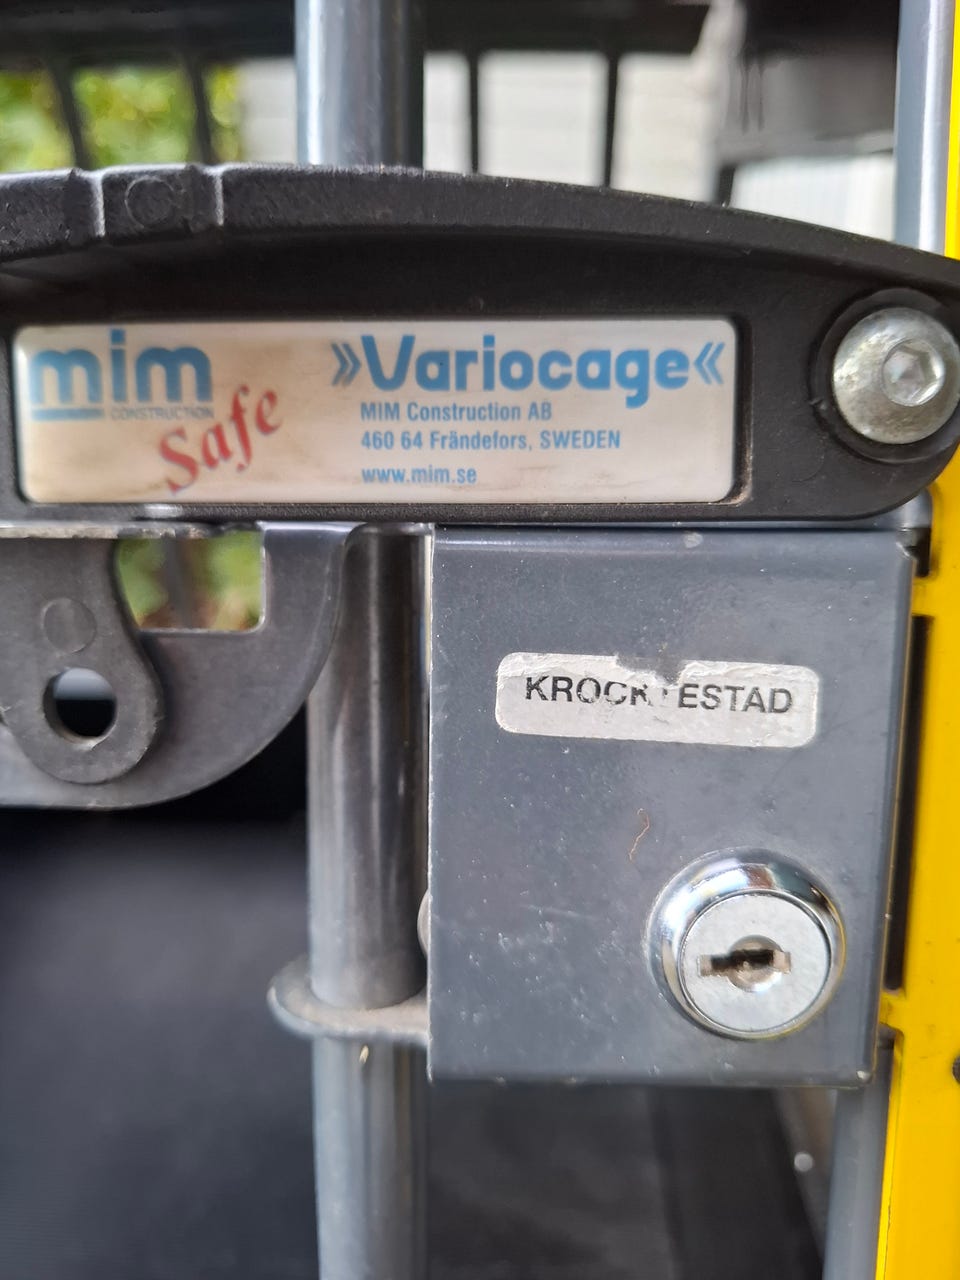 mim
CONSTRUCTION
Safe
»Variocage«
MIM Construction AB
460 64 Frändefors, SWEDEN
www.mim.se
KROCK ESTAD